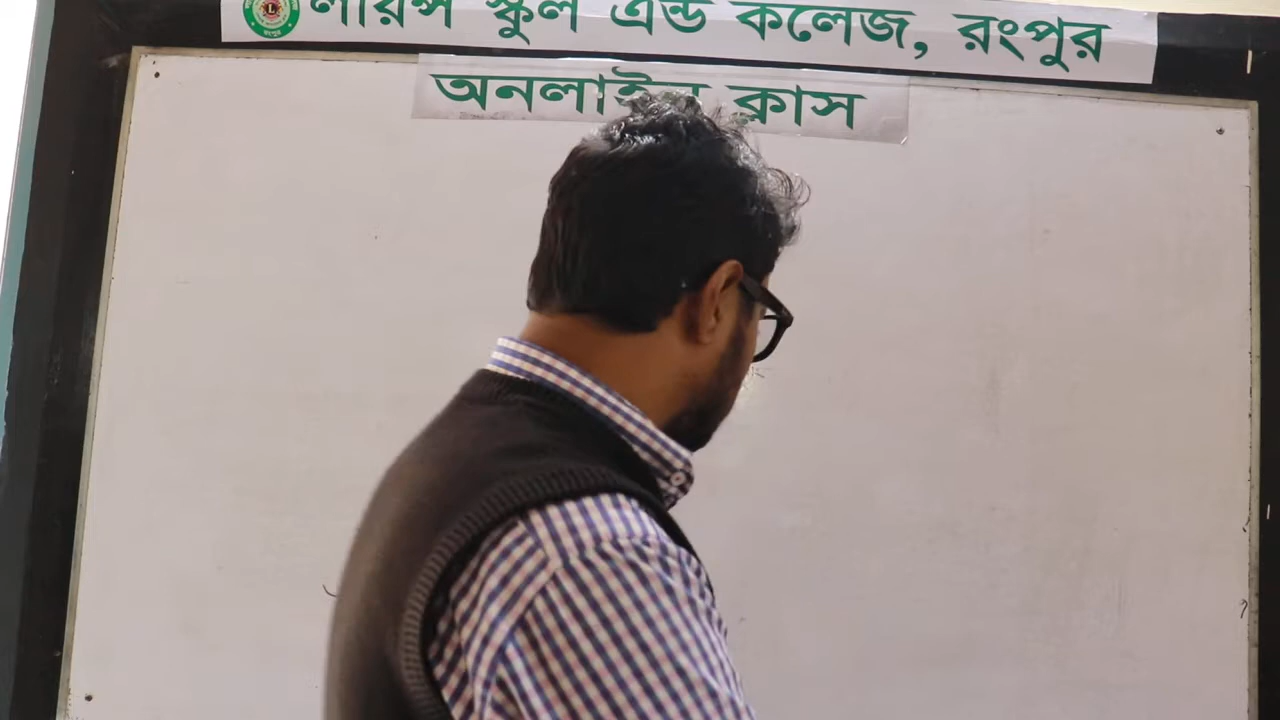 লায়ন্স স্কুল এন্ড কলেজ, রংপুর
অনলাইন ক্লাস